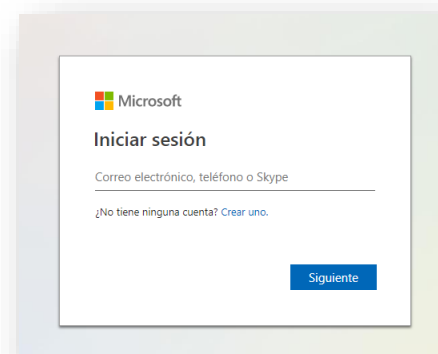 Microsoft
Iniciar sesión
Correo electrónico, teléfono o Skype
¿No tiene ninguna cuenta? Crear uno.
Siguiente